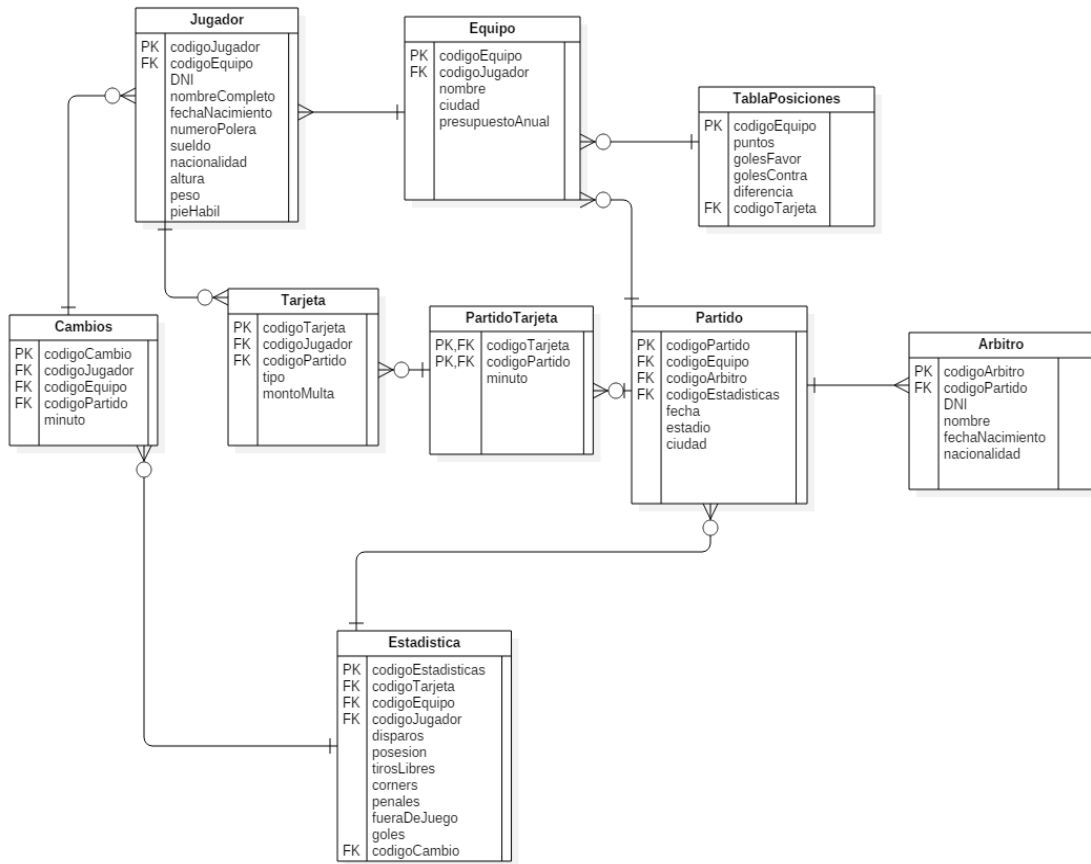 Jugador
PK codigoJugador
FK codigoEquipo
DNI
nombreCompleto
fechaNacimiento
numeroPolera
sueldo
nacionalidad
altura
peso
pieHabil
Equipo
PK codigoEquipo
FK codigoJugador
nombre
ciudad
presupuestoAnual
TablaPosiciones
PK codigoEquipo
puntos
golesFavor
golesContra
diferencia
FK codigoTarjeta
Cambios
PK codigoCambio
FK codigoJugador
FK codigoEquipo
FK codigoPartido
minuto
Tarjeta
PK codigoTarjeta
FK codigoJugador
FK codigoPartido
tipo
montoMulta
PartidoTarjeta
PK,FK codigoTarjeta
PK,FK codigoPartido
minuto
Partido
PK codigoPartido
FK codigoEquipo
FK codigoArbitro
FK codigoEstadisticas
fecha
estadio
ciudad
Arbitro
PK codigoArbitro
FK codigoPartido
DNI
nombre
fechaNacimiento
nacionalidad
Estadistica
PK codigoEstadisticas
FK codigoTarjeta
FK codigoEquipo
FK codigoJugador
disparos
posesion
tirosLibres
corners
penales
fueraDeJuego
goles
FK codigoCambio